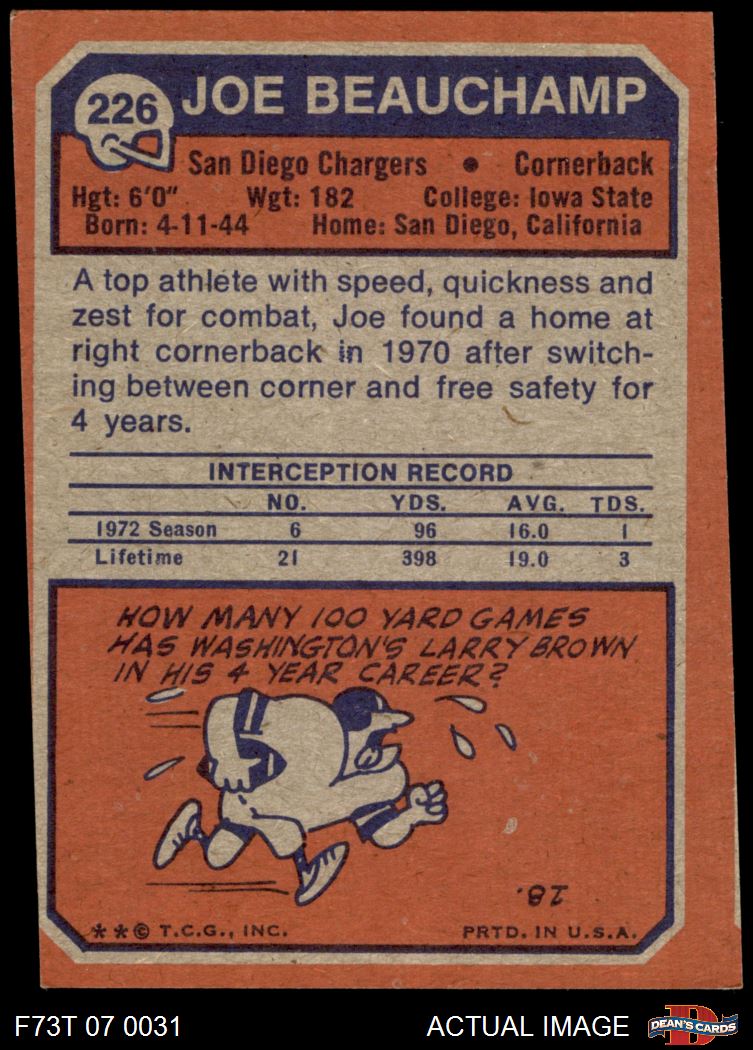 226
JOE BEAUCHAMP
San Diego Chargers • Cornerback
Hgt: 6'0" Wgt: 182 College: Iowa State
Born: 4-11-44 Home: San Diego, California
A top athlete with speed, quickness and
zest for combat, Joe found a home at
right cornerback in 1970 after switch-
ing between corner and free safety for
4 years.
INTERCEPTION RECORD
NO. YDS. AVG. TDS.
1972 Season 6 96 16.0 1
Lifetime 21 398 19.0 3
HOW MANY 100 YARD GAMES
HAS WASHINGTON'S LARRY BROWN
IN HIS 4 YEAR CAREER?
18.
★★© T.C.G., INC. PRTD. IN U.S.A.
F73T 07 0031 ACTUAL IMAGE D DEAN'S CARDS